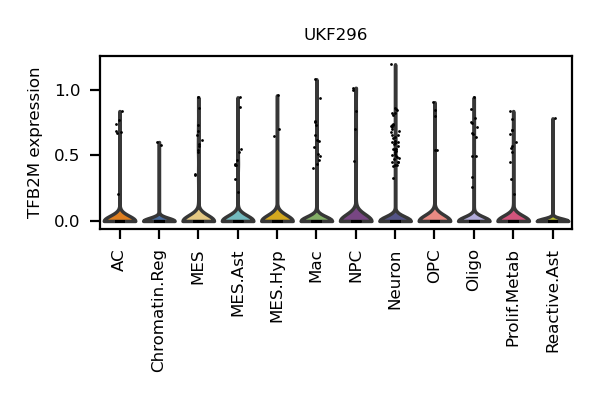 UKF296
TFB2M expression
1.0
0.5
0.0
AC
Chromatin.Reg
MES
MES.Ast
MES.Hyp
Mac
NPC
Neuron
OPC
Oligo
Prolif.Metab
Reactive.Ast